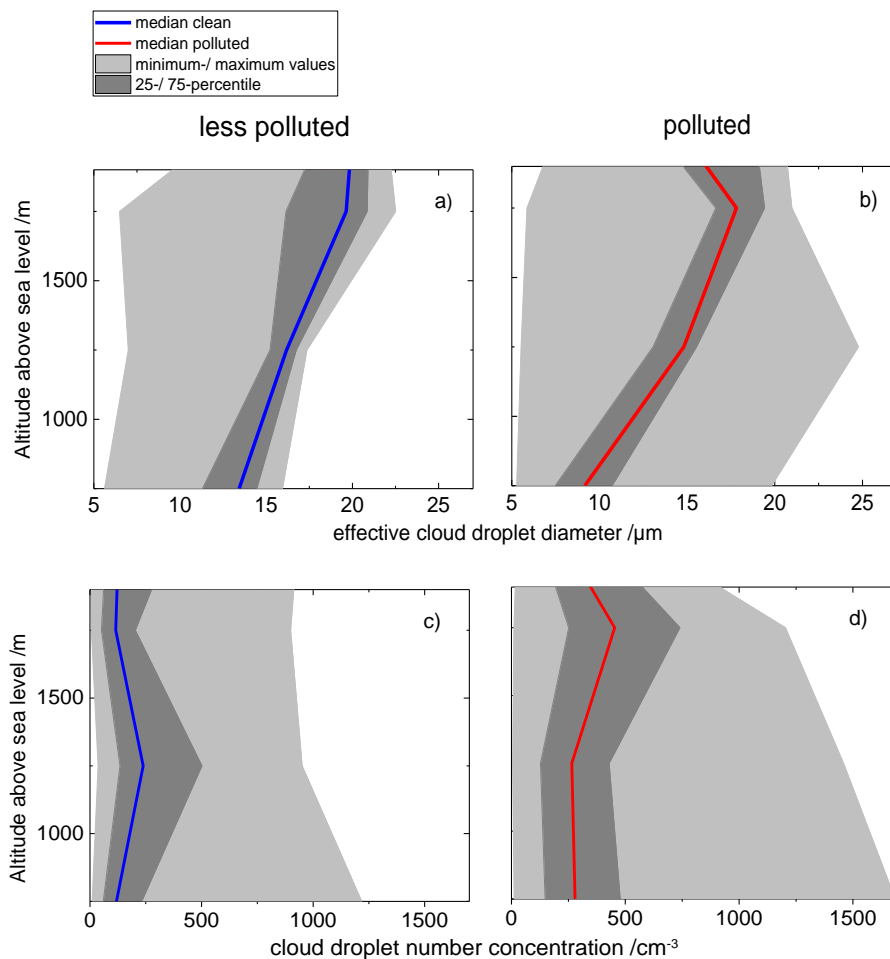 median clean
median polluted
minimum-/ maximum values
25-/ 75-percentile
less polluted
polluted
a)
b)
1500
1000
Altitude above sea level /m
5 10 15 20 25
5 10 15 20 25
effective cloud droplet diameter /µm
c)
d)
1500
1000
Altitude above sea level /m
0 500 1000 1500
0 500 1000 1500
cloud droplet number concentration /cm⁻³